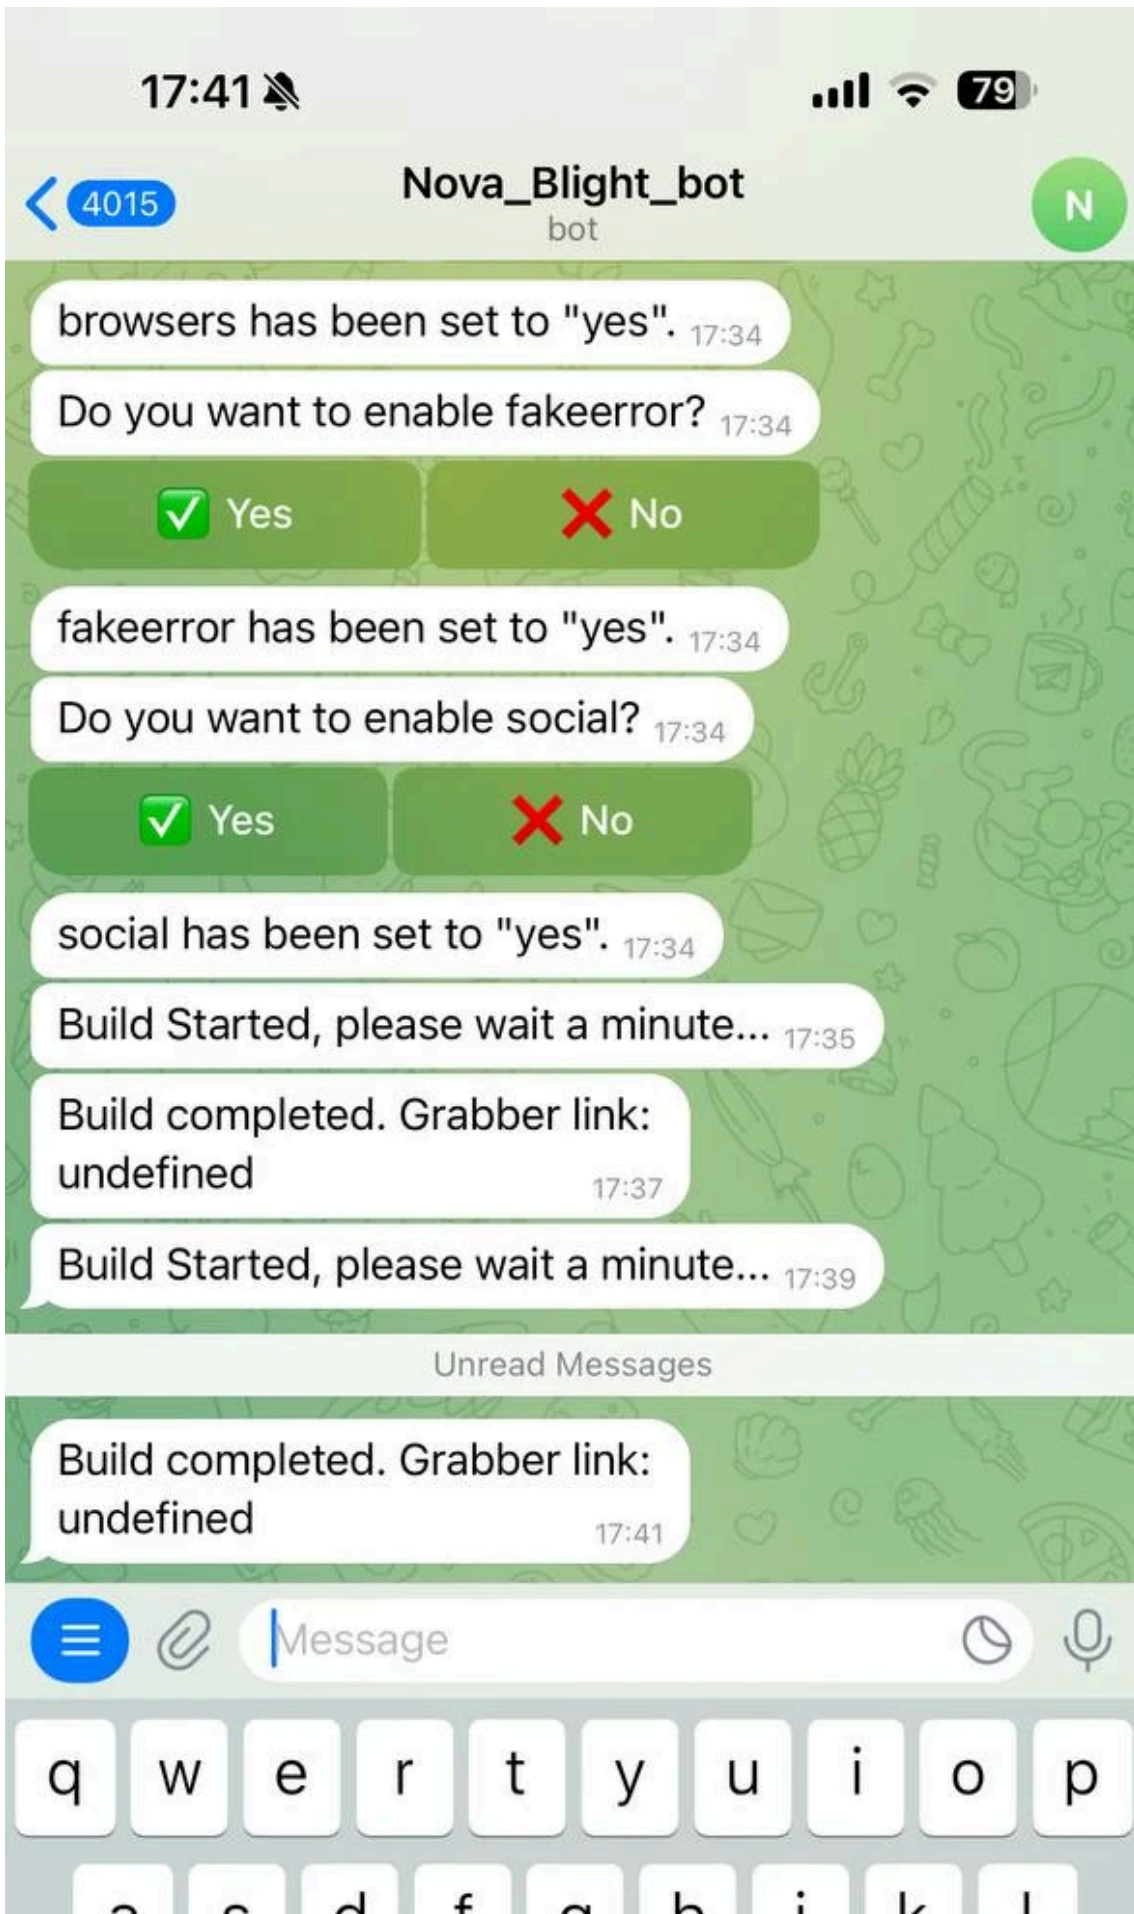 17:41
79
4015
Nova_Blight_bot
bot
N
browsers has been set to "yes". 17:34
Do you want to enable fakeerror? 17:34
✅ Yes ❌ No
fakeerror has been set to "yes". 17:34
Do you want to enable social? 17:34
✅ Yes ❌ No
social has been set to "yes". 17:34
Build Started, please wait a minute... 17:35
Build completed. Grabber link:
undefined 17:37
Build Started, please wait a minute... 17:39
Unread Messages
Build completed. Grabber link:
undefined 17:41
Message
q w e r t y u i o p
a s d f g h j k l